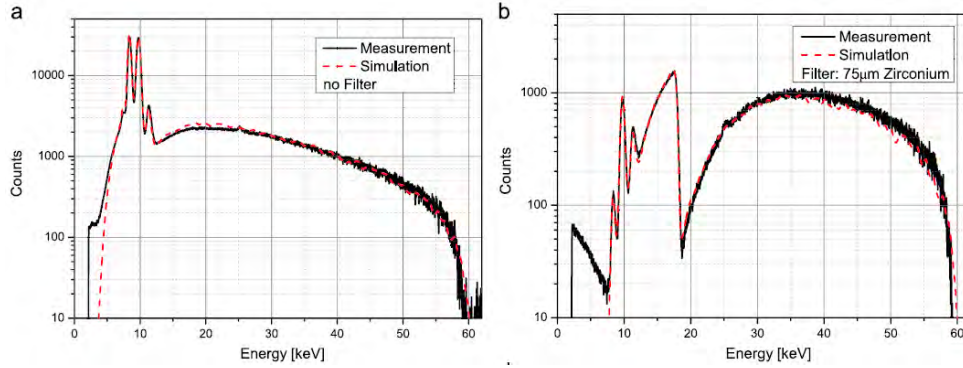 a
10000
1000
100
10
Counts
0 10 20 30 40 50 60
Energy [keV]
Measurement
Simulation
no Filter
b
1000
100
10
Counts
0 10 20 30 40 50 60
Energy [keV]
Measurement
Simulation
Filter: 75µm Zirconium